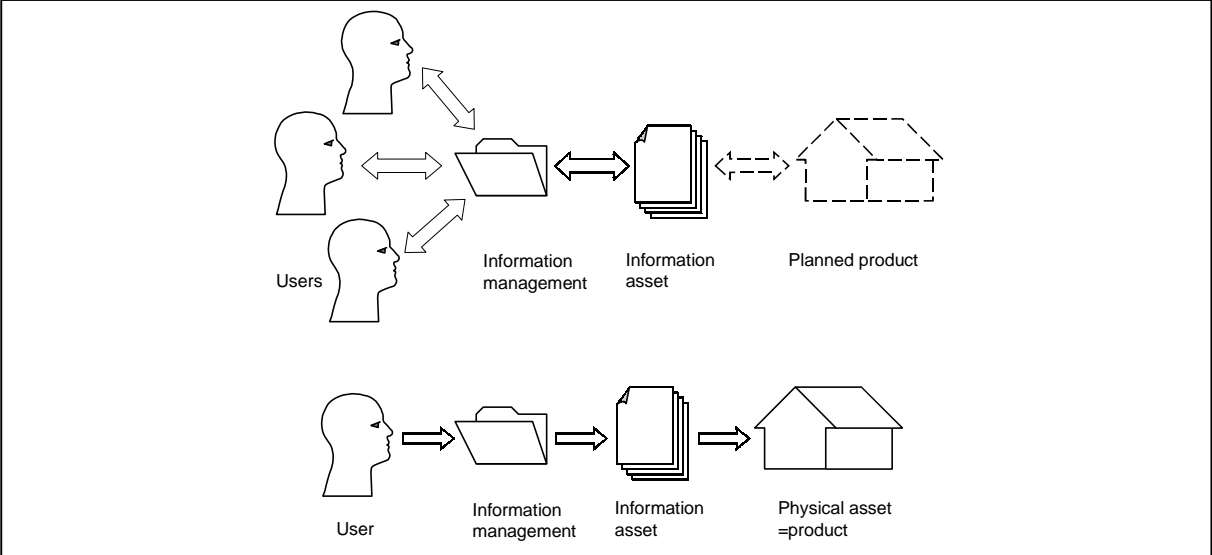 Users
Information
management
Information
asset
Planned product
User
Information
management
Information
asset
Physical asset
=product